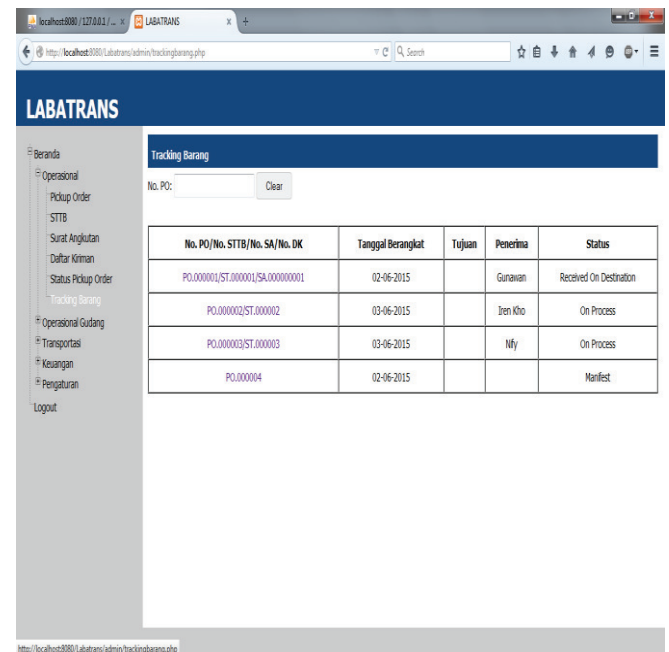 localhost:8080 / 127.0.0.1 / ... x LABATRANS x +
http://localhost:8080/Labatrans/admin/trackingbarang.php Search
LABATRANS
Beranda
Operasional
Pickup Order
STTB
Surat Angkutan
Daftar Kiriman
Status Pickup Order
Tracking Barang
Operasional Gudang
Transportasi
Keuangan
Pengaturan
Logout
Tracking Barang
No. PO: Clear
No. PO/No. STTB/No. SA/No. DK Tanggal Berangkat Tujuan Penerima Status
PO.000001/ST.000001/SA.000000001 02-06-2015 Gunawan Received On Destination
PO.000002/ST.000002 03-06-2015 Iren Kho On Process
PO.000003/ST.000003 03-06-2015 Nify On Process
PO.000004 02-06-2015 Manifest
http://localhost:8080/Labatrans/admin/trackingbarang.php